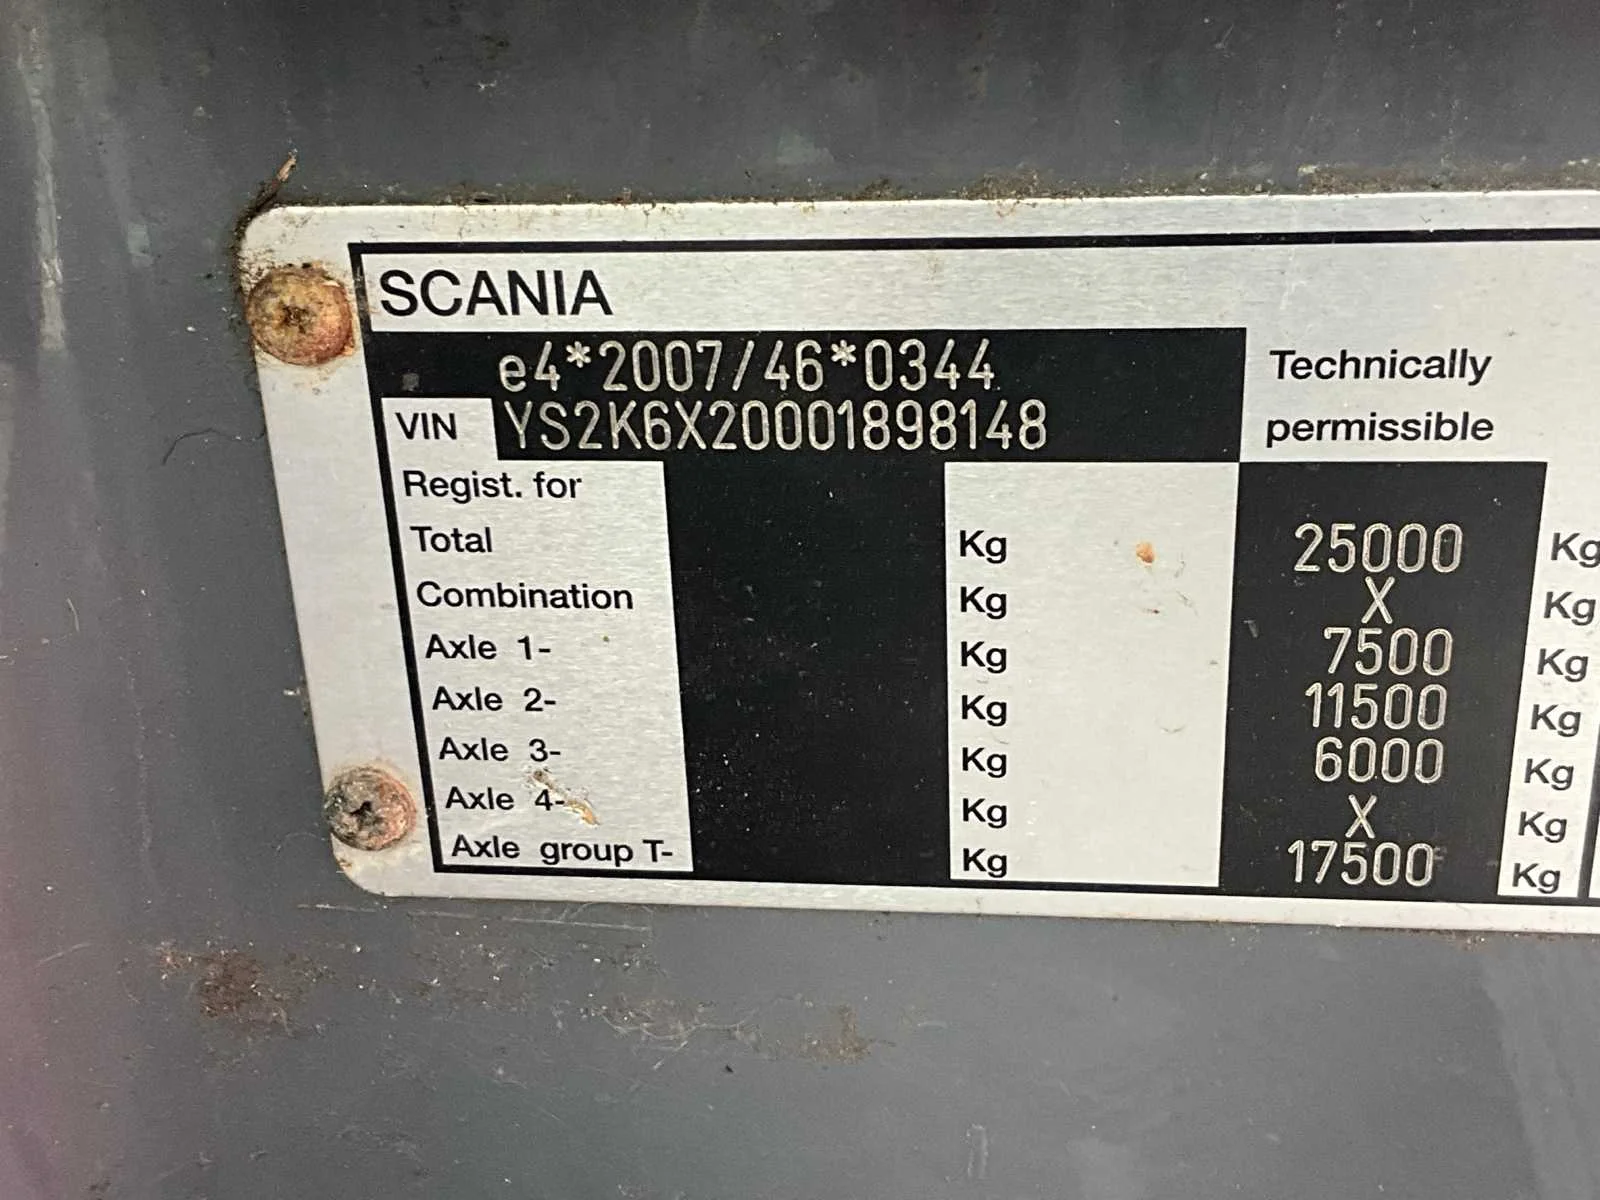 SCANIA
e4*2007/46*0344
Technically
permissible
VIN YS2K6X20001898148
Regist. for
Total Kg 25000 Kg
Combination Kg X Kg
Axle 1- Kg 7500 Kg
Axle 2- Kg 11500 Kg
Axle 3- Kg 6000 Kg
Axle 4- Kg X Kg
Axle group T- Kg 17500 Kg